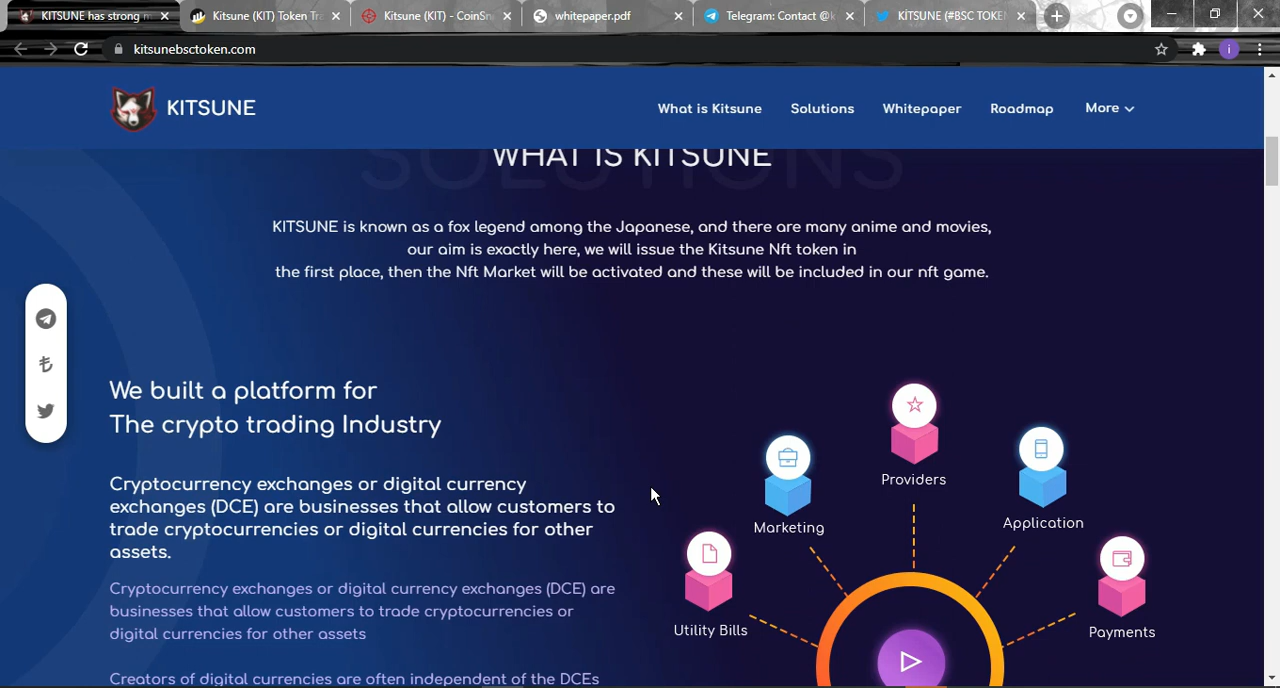 KITSUNE has strong m
Kitsune (KIT) Token Tra
Kitsune (KIT) - CoinSn
whitepaper.pdf
Telegram: Contact @k
KİTSUNE (#BSC TOKEN
kitsunebsctoken.com
i
KITSUNE
What is Kitsune
Solutions
Whitepaper
Roadmap
More
SOLUTIONS
WHAT IS KITSUNE
KITSUNE is known as a fox legend among the Japanese, and there are many anime and movies,
our aim is exactly here, we will issue the Kitsune Nft token in
the first place, then the Nft Market will be activated and these will be included in our nft game.
We built a platform for
The crypto trading Industry
Cryptocurrency exchanges or digital currency
exchanges (DCE) are businesses that allow customers to
trade cryptocurrencies or digital currencies for other
assets.
Cryptocurrency exchanges or digital currency exchanges (DCE) are
businesses that allow customers to trade cryptocurrencies or
digital currencies for other assets
Creators of digital currencies are often independent of the DCEs
Providers
Marketing
Application
Utility Bills
Payments